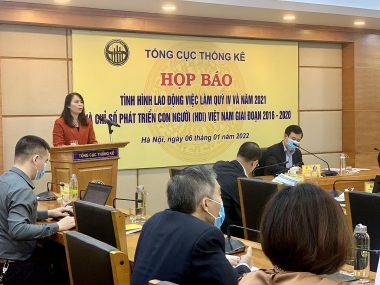 TỔNG CỤC THỐNG KÊ
HỌP BÁO
TÌNH HÌNH LAO ĐỘNG VIỆC LÀM QUÝ IV VÀ NĂM 2021
VÀ CHỈ SỐ PHÁT TRIỂN CON NGƯỜI (HDI) VIỆT NAM GIAI ĐOẠN 2016 - 2020
Hà Nội, ngày 06/01/2022
TỔNG CỤC THỐNG KÊ